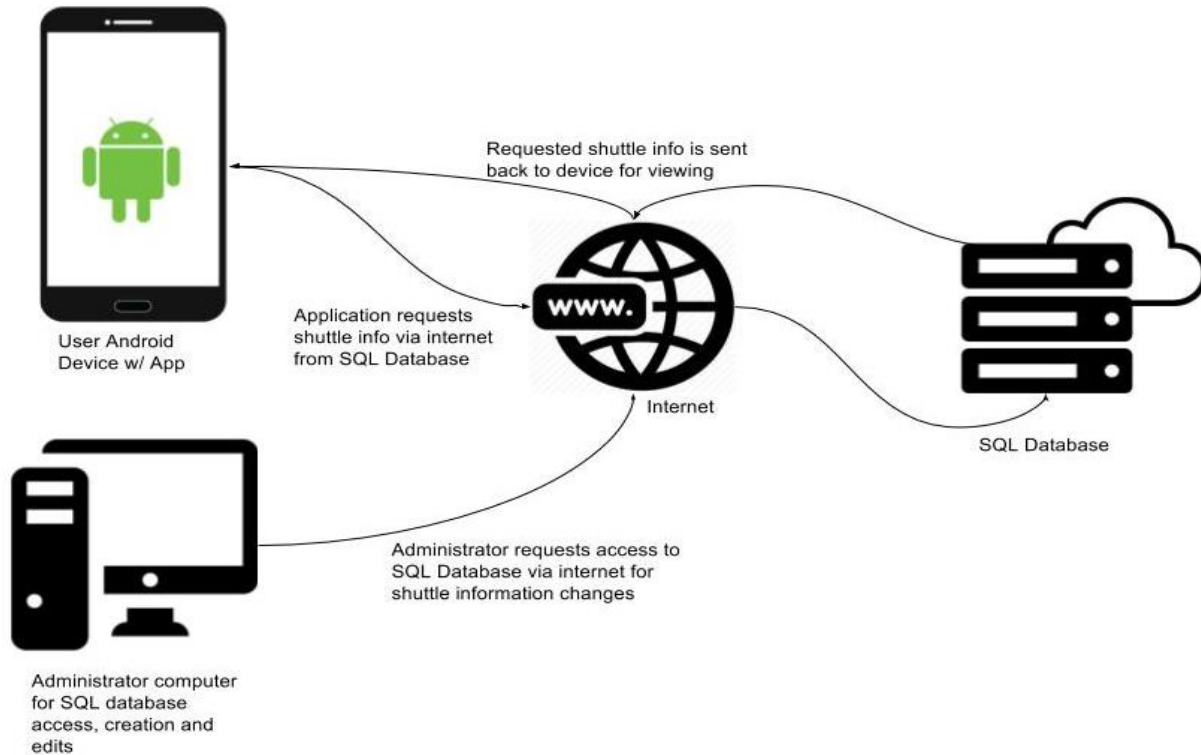 Requested shuttle info is sent
back to device for viewing
www.
Application requests
shuttle info via internet
from SQL Database
User Android
Device w/ App
Internet
SQL Database
Administrator requests access to
SQL Database via internet for
shuttle information changes
Administrator computer
for SQL database
access, creation and
edits